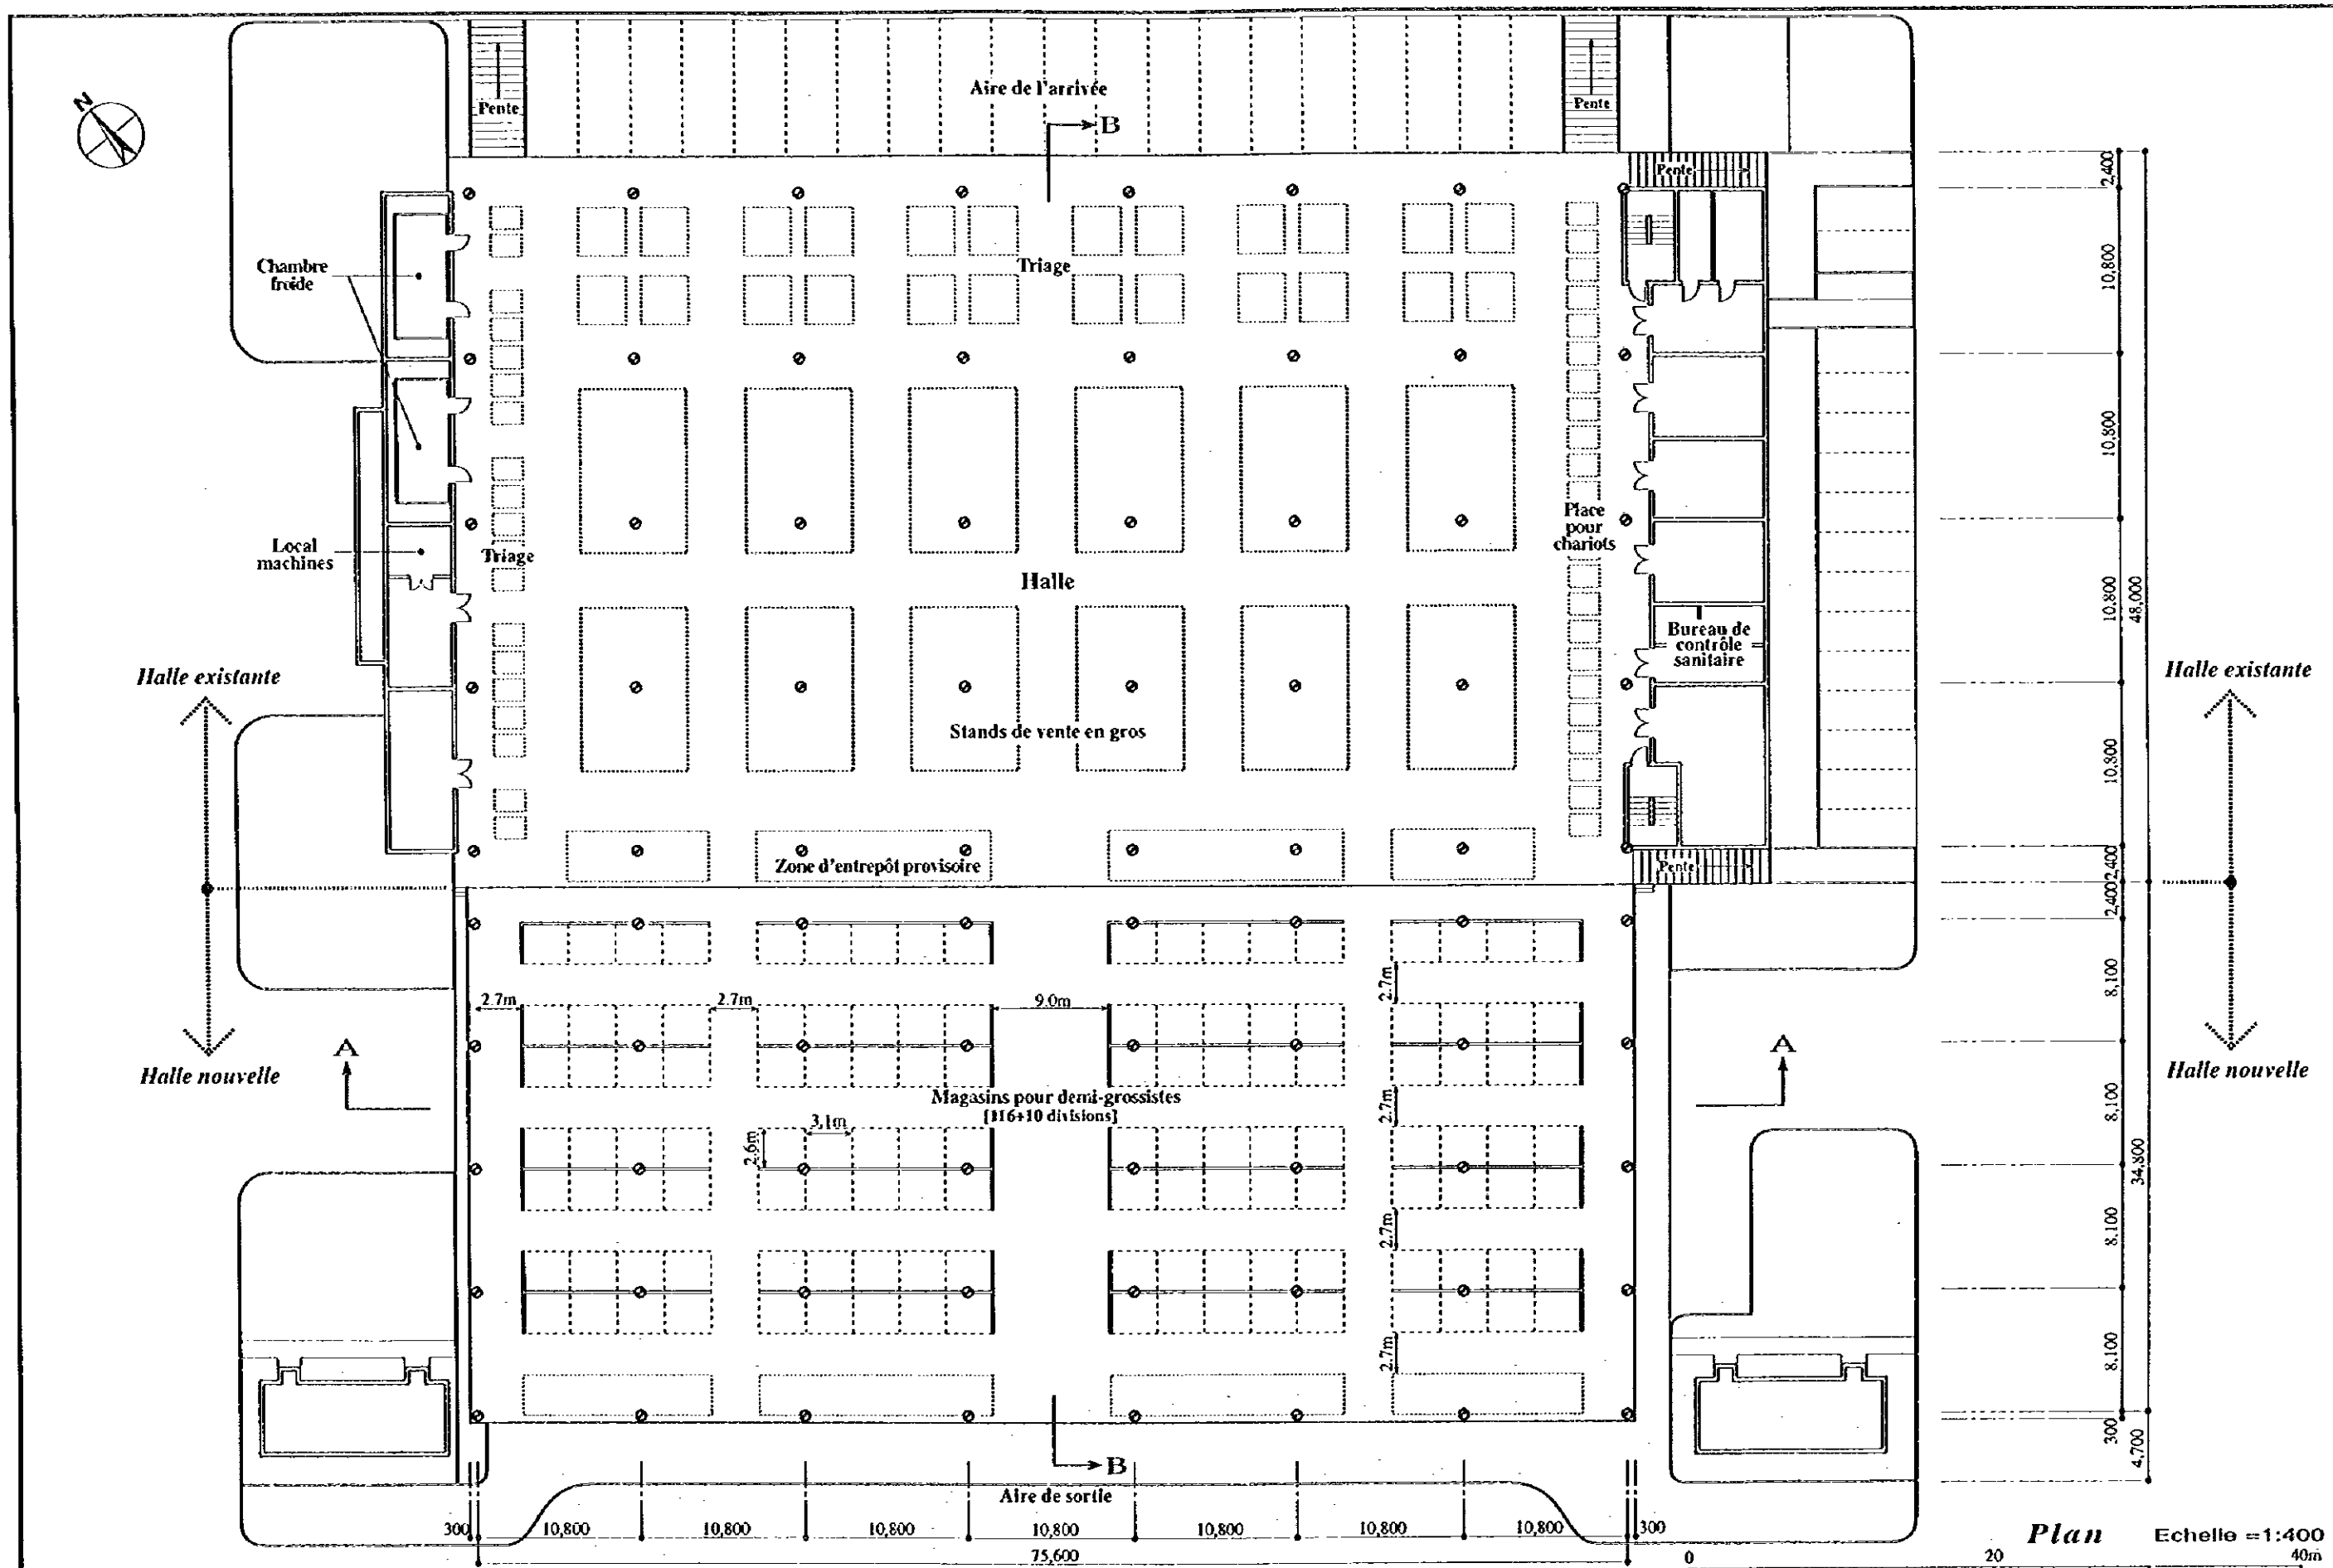 N
Pente
Aire de l'arrivée
Pente
B
Pente
Chambre
froide
Triage
Local
machines
Triage
Place
pour
chariots
Halle
Bureau de
contrôle
sanitaire
Halle existante
Halle existante
Stands de vente en gros
Zone d'entrepôt provisoire
Pente
2.7m
2.7m
9.0m
2.7m
A
A
Halle nouvelle
Halle nouvelle
Magasins pour demi-grossistes
[116+10 divisions]
2.7m
3.1m
2.6m
2.7m
2.7m
B
Aire de sortie
300
10,800
10,800
10,800
10,800
10,800
10,800
10,800
300
75,600
2,400
10,800
10,800
10,800
48,000
10,800
2,400
2,400
8,100
8,100
34,800
8,100
8,100
300
4,700
Plan
Echelle =1:400
0
20
40m